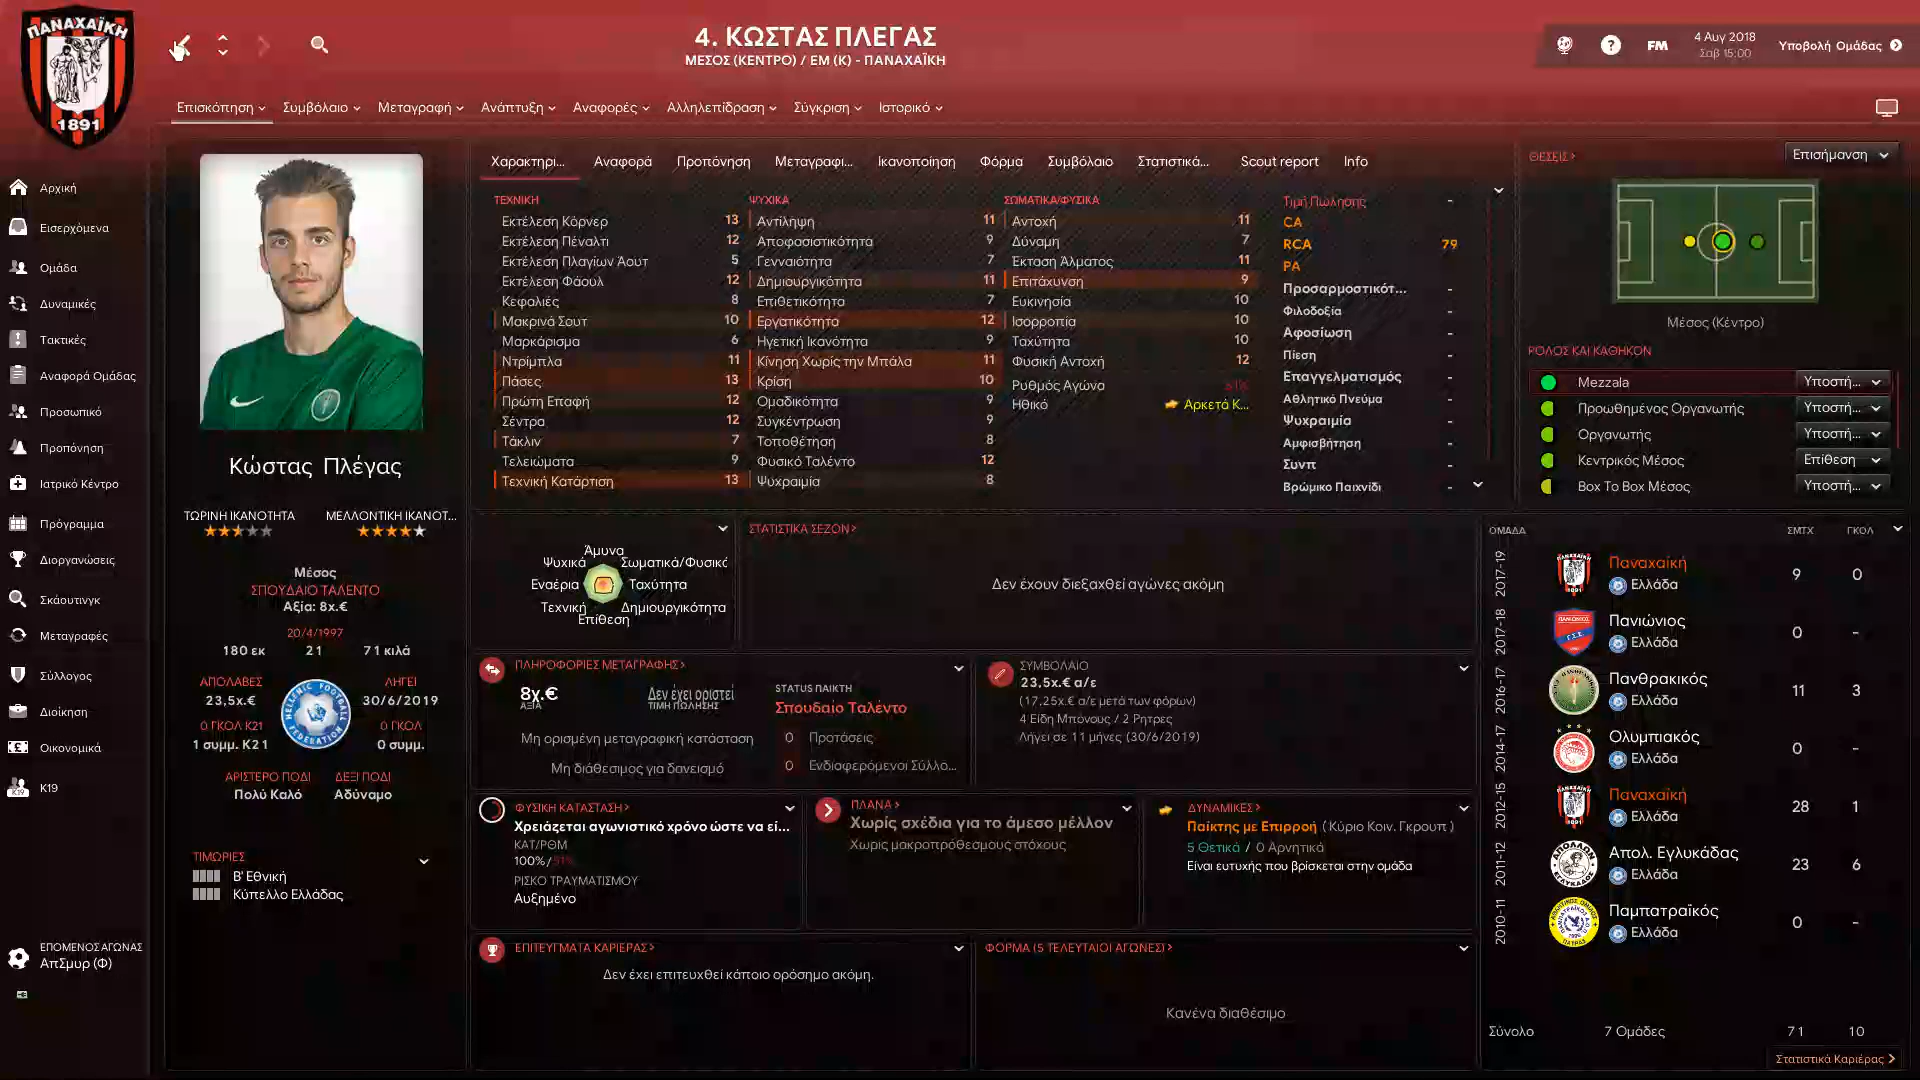 ΠΑΝΑΧΑΪΚΗ
1891
4. ΚΩΣΤΑΣ ΠΛΕΓΑΣ
ΜΕΣΟΣ (ΚΕΝΤΡΟ) / ΕΜ (Κ) - ΠΑΝΑΧΑΪΚΗ
FM
4 Αυγ 2018
Σαβ 15:00
Υποβολή Ομάδας
Επισκόπηση
Συμβόλαιο
Μεταγραφή
Ανάπτυξη
Αναφορές
Αλληλεπίδραση
Σύγκριση
Ιστορικό
Αρχική
Εισερχόμενα
Ομάδα
Δυναμικές
Τακτικές
Αναφορά Ομάδας
Προσωπικό
Προπόνηση
Ιατρικό Κέντρο
Πρόγραμμα
Διοργανώσεις
Σκάουτινγκ
Μεταγραφές
Σύλλογος
Διοίκηση
Οικονομικά
Κ19
ΕΠΟΜΕΝΟΣ ΑΓΩΝΑΣ
ΑπΣμυρ (Φ)
Κώστας Πλέγας
ΤΩΡΙΝΗ ΙΚΑΝΟΤΗΤΑ
ΜΕΛΛΟΝΤΙΚΗ ΙΚΑΝΟΤ...
Μέσος
ΣΠΟΥΔΑΙΟ ΤΑΛΕΝΤΟ
Αξία: 8χ.€
20/4/1997
180 εκ 21 71 κιλά
ΑΠΟΛΑΒΕΣ
23,5χ.€
ΛΗΓΕΙ
30/6/2019
0 ΓΚΟΛ Κ21
1 συμμ. Κ21
0 ΓΚΟΛ
0 συμμ.
HELLENIC FOOTBALL FEDERATION
ΑΡΙΣΤΕΡΟ ΠΟΔΙ
Πολύ Καλό
ΔΕΞΙ ΠΟΔΙ
Αδύναμο
ΤΙΜΩΡΙΕΣ
Β' Εθνική
Κύπελλο Ελλάδας
Χαρακτηρι...
Αναφορά
Προπόνηση
Μεταγραφι...
Ικανοποίηση
Φόρμα
Συμβόλαιο
Στατιστικά...
Scout report
Info
ΤΕΧΝΙΚΗ
Εκτέλεση Κόρνερ 13
Εκτέλεση Πέναλτι 12
Εκτέλεση Πλαγίων Άουτ 5
Εκτέλεση Φάουλ 12
Κεφαλιές 8
Μακρινά Σουτ 10
Μαρκάρισμα 6
Ντρίμπλα 11
Πάσες 13
Πρώτη Επαφή 12
Σέντρα 12
Τάκλιν 7
Τελειώματα 9
Τεχνική Κατάρτιση 13
ΨΥΧΙΚΑ
Αντίληψη 11
Αποφασιστικότητα 9
Γενναιότητα 7
Δημιουργικότητα 11
Επιθετικότητα 7
Εργατικότητα 12
Ηγετική Ικανότητα 9
Κίνηση Χωρίς την Μπάλα 11
Κρίση 10
Ομαδικότητα 9
Συγκέντρωση 9
Τοποθέτηση 8
Φυσικό Ταλέντο 12
Ψυχραιμία 8
ΣΩΜΑΤΙΚΑ/ΦΥΣΙΚΑ
Αντοχή 11
Δύναμη 7
Έκταση Άλματος 11
Επιτάχυνση 9
Ευκινησία 10
Ισορροπία 10
Ταχύτητα 10
Φυσική Αντοχή 12
Ρυθμός Αγώνα
Ηθικό Αρκετά Κ...
Τιμή Πώλησης -
CA
RCA 79
PA
Προσαρμοστικότ... -
Φιλοδοξία -
Αφοσίωση -
Πίεση -
Επαγγελματισμός -
Αθλητικό Πνεύμα -
Ψυχραιμία -
Αμφισβήτηση -
Συνπ -
Βρώμικο Παιχνίδι -
ΘΕΣΕΙΣ
Επισήμανση
Μέσος (Κέντρο)
ΡΟΛΟΣ ΚΑΙ ΚΑΘΗΚΟΝ
Mezzala Υποστή...
Προωθημένος Οργανωτής Υποστή...
Οργανωτής Υποστή...
Κεντρικός Μέσος Επίθεση
Box To Box Μέσος Υποστή...
Άμυνα
Ψυχικά
Σωματικά/Φυσικά
Εναέρια
Ταχύτητα
Τεχνική
Δημιουργικότητα
Επίθεση
ΣΤΑΤΙΣΤΙΚΑ ΣΕΖΟΝ
Δεν έχουν διεξαχθεί αγώνες ακόμη
ΠΛΗΡΟΦΟΡΙΕΣ ΜΕΤΑΓΡΑΦΗΣ
8χ.€
ΑΞΙΑ
Δεν έχει οριστεί
ΤΙΜΗ ΠΩΛΗΣΗΣ
STATUS ΠΑΙΚΤΗ
Σπουδαίο Ταλέντο
Μη ορισμένη μεταγραφική κατάσταση
0 Προτάσεις
Μη διάθεσιμος για δανεισμό
0 Ενδιαφερόμενοι Σύλλο...
ΣΥΜΒΟΛΑΙΟ
23,5χ.€ α/ε
(17,25χ.€ α/ε μετά των φόρων)
4 Είδη Μπόνους / 2 Ρητρες
Λήγει σε 11 μήνες (30/6/2019)
ΦΥΣΙΚΗ ΚΑΤΑΣΤΑΣΗ
Χρειάζεται αγωνιστικό χρόνο ώστε να εί...
ΚΑΤ/ΡΘΜ
100%/
ΡΙΣΚΟ ΤΡΑΥΜΑΤΙΣΜΟΥ
Αυξημένο
ΠΛΑΝΑ
Χωρίς σχέδια για το άμεσο μέλλον
Χωρίς μακροπρόθεσμους στόχους
ΔΥΝΑΜΙΚΕΣ
Παίκτης με Επιρροή (Κύριο Κοιν. Γκρουπ)
5 Θετικά / 0 Αρνητικά
Είναι ευτυχής που βρίσκεται στην ομάδα
ΕΠΙΤΕΥΓΜΑΤΑ ΚΑΡΙΕΡΑΣ
Δεν έχει επιτευχθεί κάποιο ορόσημο ακόμη.
ΦΟΡΜΑ (5 ΤΕΛΕΥΤΑΙΟΙ ΑΓΩΝΕΣ)
Κανένα διαθέσιμο
ΟΜΑΔΑ ΣΜΤΧ ΓΚΟΛ
2017-19 Παναχαϊκή 9 0
Ελλάδα
2017-18 Πανιώνιος 0 -
Ελλάδα
2016-17 Πανθρακικός 11 3
Ελλάδα
2014-17 Ολυμπιακός 0 -
Ελλάδα
2012-15 Παναχαϊκή 28 1
Ελλάδα
2011-12 Απολ. Εγλυκάδας 23 6
Ελλάδα
2010-11 Παμπατραϊκός 0 -
Ελλάδα
Σύνολο 7 Ομάδες 71 10
Στατιστικά Καριέρας